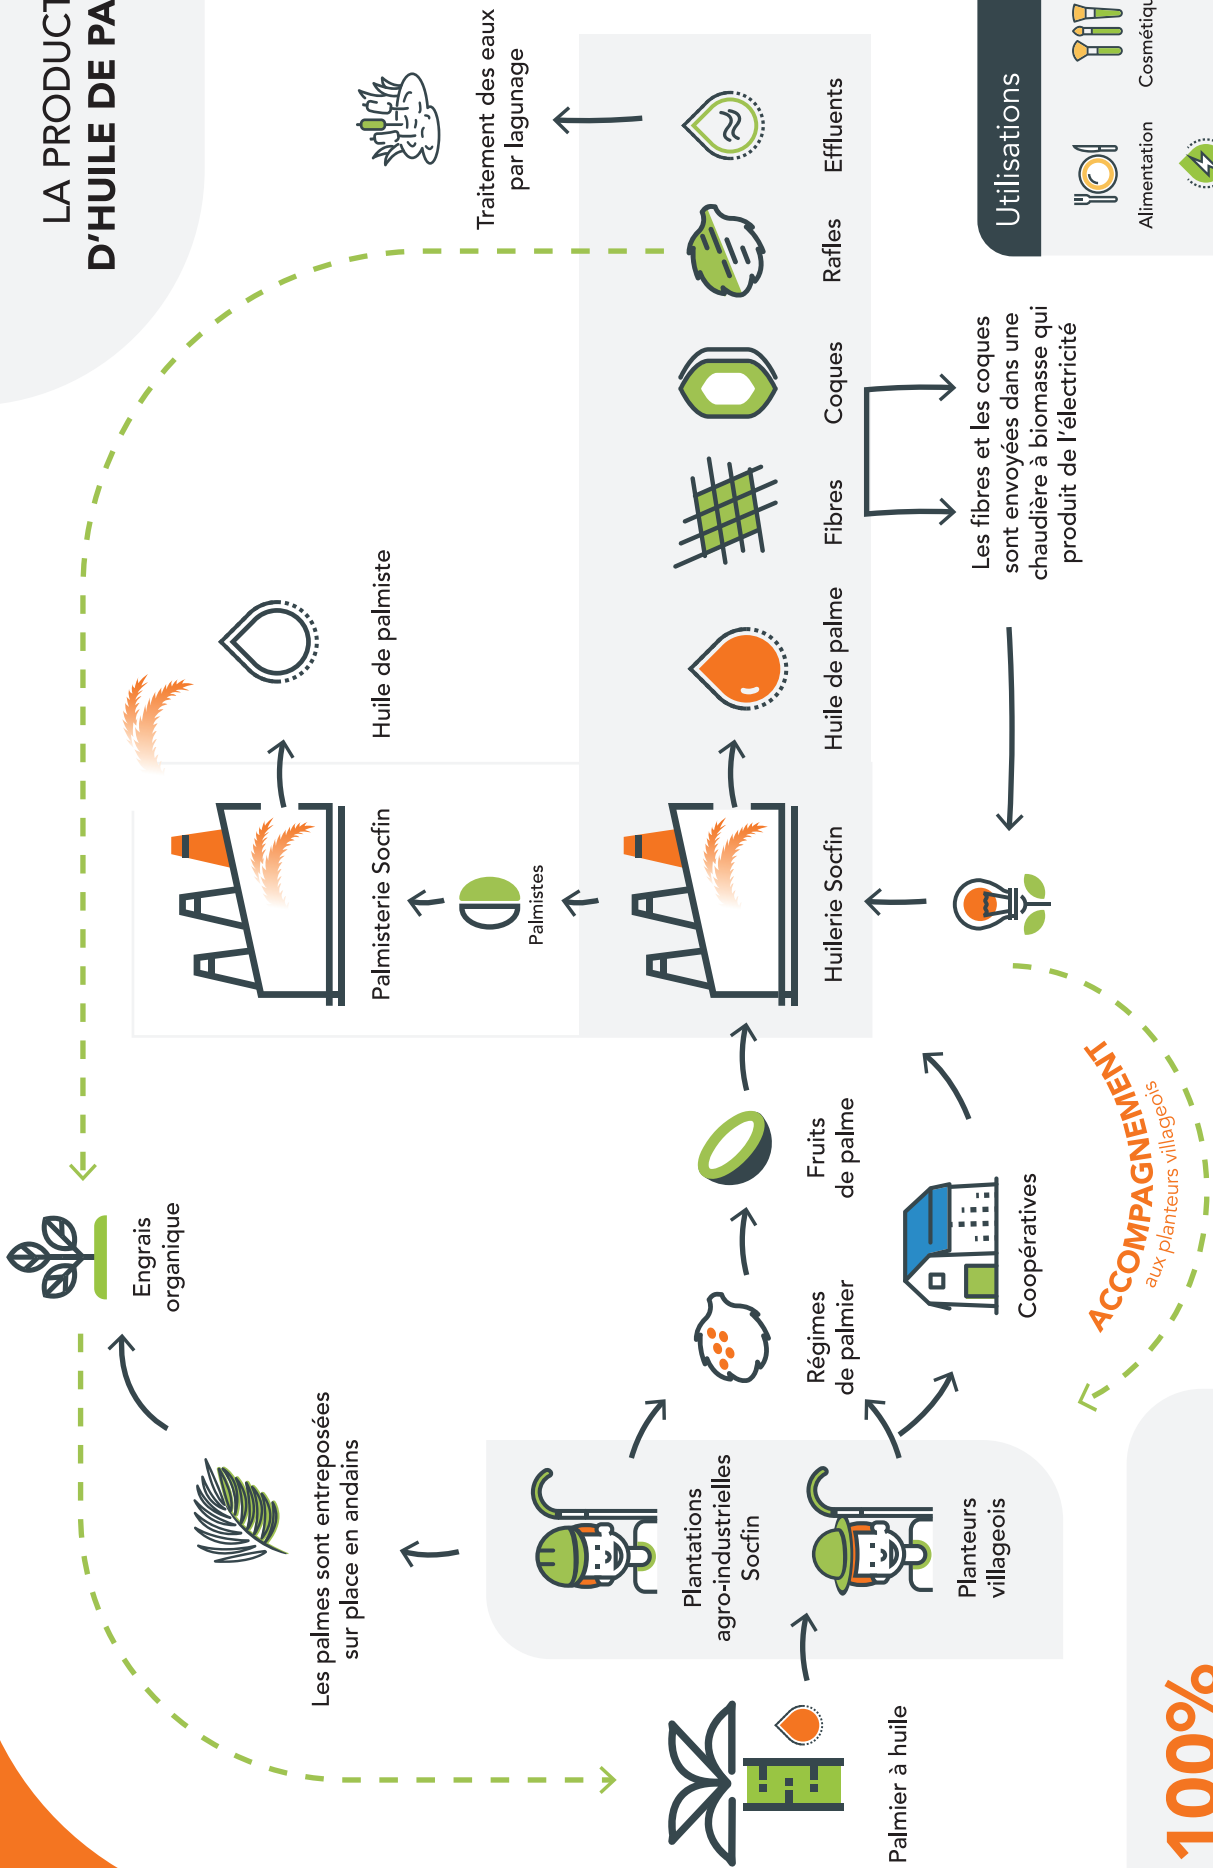 LA PRODUCT
D'HUILE DE PA
Engrais
organique
Les palmes sont entreposées
sur place en andains
Palmier à huile
Plantations
agro-industrielles
Socfin
Planteurs
villageois
Régimes
de palmier
Fruits
de palme
Coopératives
ACCOMPAGNEMENT
aux planteurs villageois
Palmisterie Socfin
Palmistes
Huilerie Socfin
Huile de palmiste
Huile de palme
Fibres
Coques
Rafles
Effluents
Traitement des eaux
par lagunage
Les fibres et les coques
sont envoyées dans une
chaudière à biomasse qui
produit de l'électricité
Utilisations
Alimentation
Cosmétiqu
100%